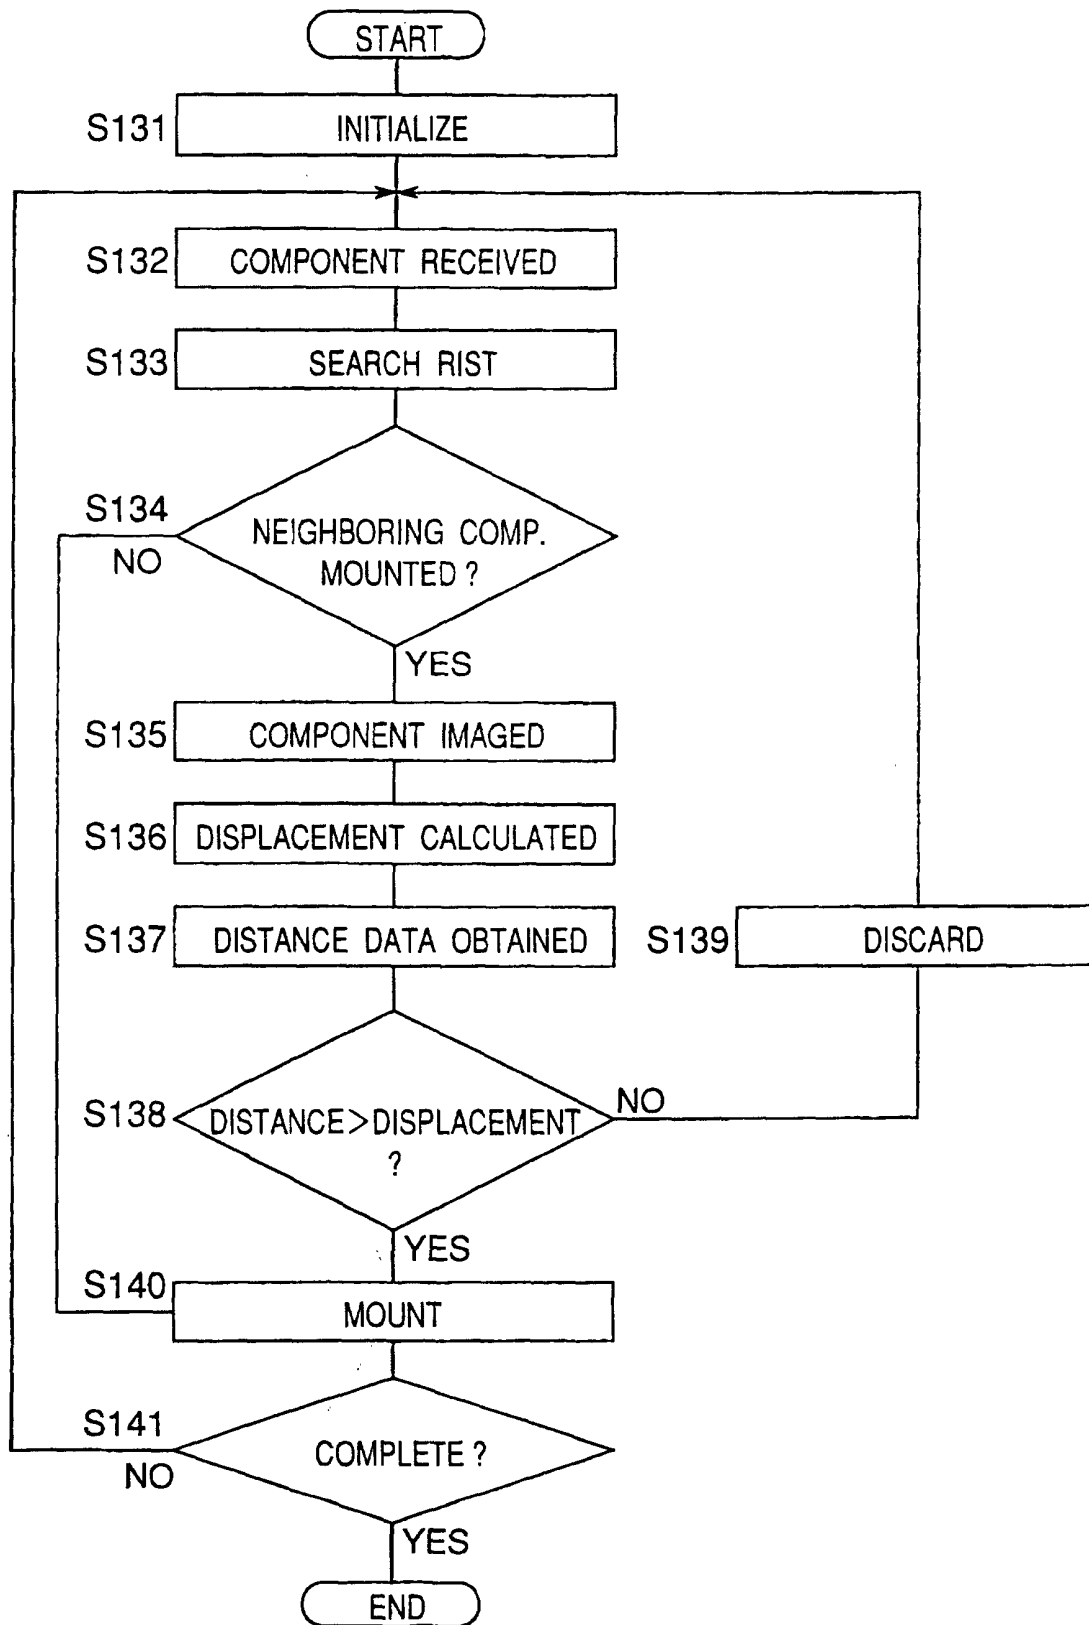 START
S131 INITIALIZE
S132 COMPONENT RECEIVED
S133 SEARCH RIST
S134
NO
NEIGHBORING COMP.
MOUNTED ?
YES
S135 COMPONENT IMAGED
S136 DISPLACEMENT CALCULATED
S137 DISTANCE DATA OBTAINED
S139 DISCARD
S138 DISTANCE>DISPLACEMENT
?
NO
YES
S140 MOUNT
S141
NO
COMPLETE ?
YES
END